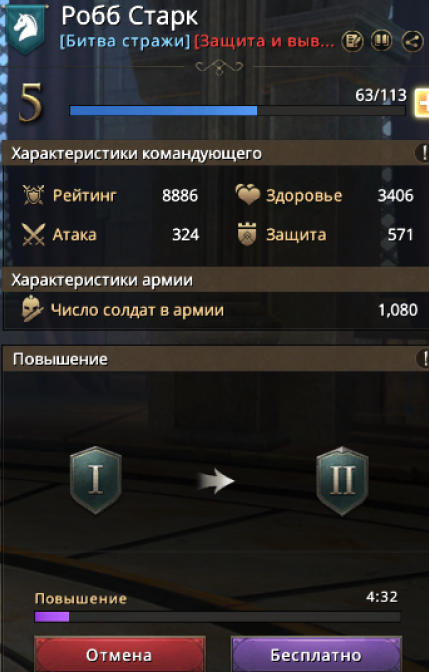 Робб Старк
[Битва стражи] [Защита и выв...
5
63/113
Характеристики командующего
Рейтинг 8886 Здоровье 3406
Атака 324 Защита 571
Характеристики армии
Число солдат в армии 1,080
Повышение
I II
Повышение 4:32
Отмена Бесплатно